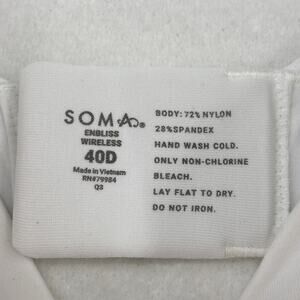 SOMA®
ENBLISS
WIRELESS
40D
Made in Vietnam
RN#79984
Q3
BODY: 72% NYLON
28%SPANDEX
HAND WASH COLD.
ONLY NON-CHLORINE
BLEACH.
LAY FLAT TO DRY.
DO NOT IRON.